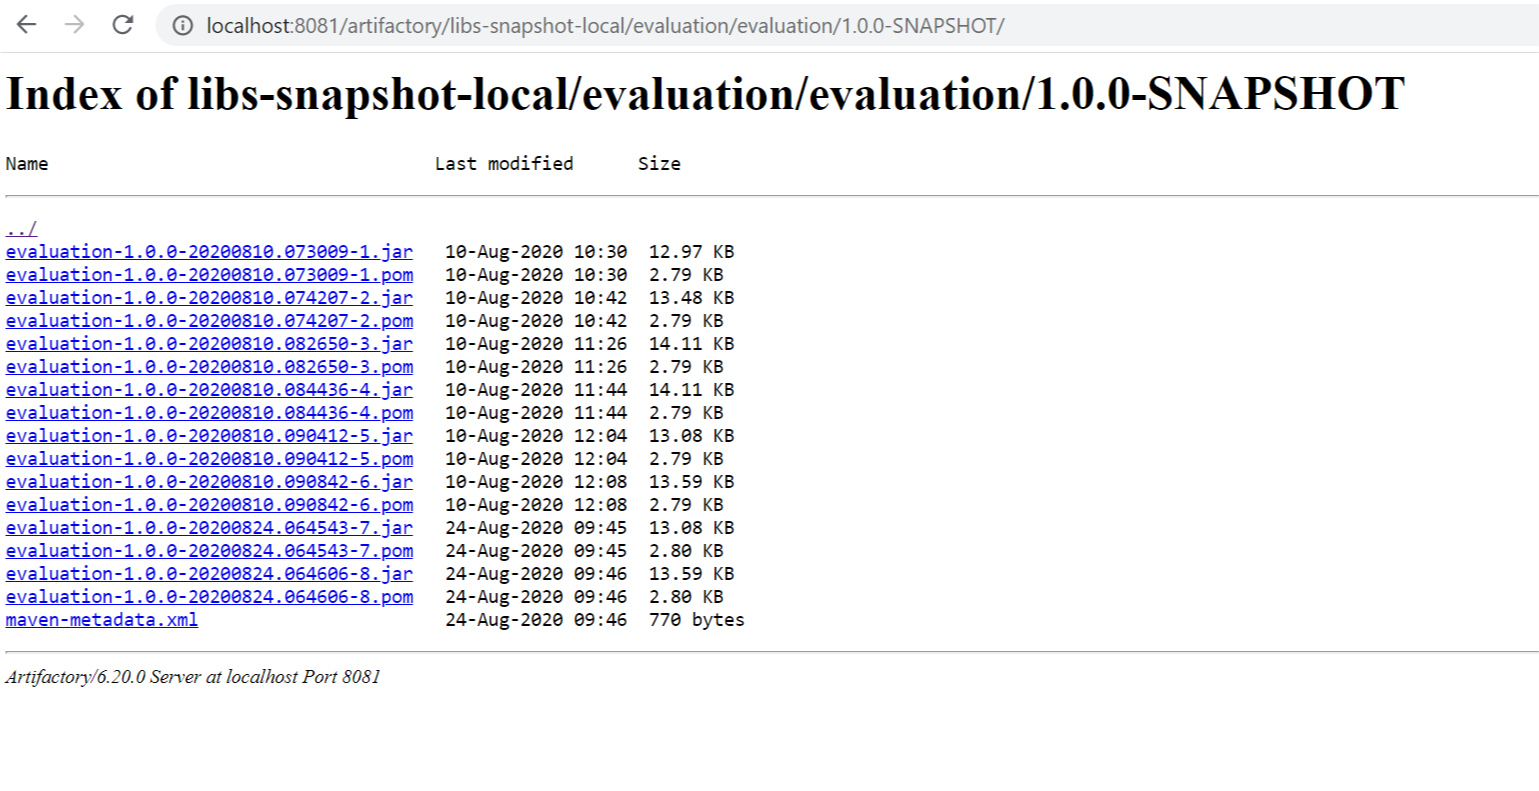 localhost:8081/artifactory/libs-snapshot-local/evaluation/evaluation/1.0.0-SNAPSHOT/
Index of libs-snapshot-local/evaluation/evaluation/1.0.0-SNAPSHOT
Name Last modified Size
../
evaluation-1.0.0-20200810.073009-1.jar 10-Aug-2020 10:30 12.97 KB
evaluation-1.0.0-20200810.073009-1.pom 10-Aug-2020 10:30 2.79 KB
evaluation-1.0.0-20200810.074207-2.jar 10-Aug-2020 10:42 13.48 KB
evaluation-1.0.0-20200810.074207-2.pom 10-Aug-2020 10:42 2.79 KB
evaluation-1.0.0-20200810.082650-3.jar 10-Aug-2020 11:26 14.11 KB
evaluation-1.0.0-20200810.082650-3.pom 10-Aug-2020 11:26 2.79 KB
evaluation-1.0.0-20200810.084436-4.jar 10-Aug-2020 11:44 14.11 KB
evaluation-1.0.0-20200810.084436-4.pom 10-Aug-2020 11:44 2.79 KB
evaluation-1.0.0-20200810.090412-5.jar 10-Aug-2020 12:04 13.08 KB
evaluation-1.0.0-20200810.090412-5.pom 10-Aug-2020 12:04 2.79 KB
evaluation-1.0.0-20200810.090842-6.jar 10-Aug-2020 12:08 13.59 KB
evaluation-1.0.0-20200810.090842-6.pom 10-Aug-2020 12:08 2.79 KB
evaluation-1.0.0-20200824.064543-7.jar 24-Aug-2020 09:45 13.08 KB
evaluation-1.0.0-20200824.064543-7.pom 24-Aug-2020 09:45 2.80 KB
evaluation-1.0.0-20200824.064606-8.jar 24-Aug-2020 09:46 13.59 KB
evaluation-1.0.0-20200824.064606-8.pom 24-Aug-2020 09:46 2.80 KB
maven-metadata.xml 24-Aug-2020 09:46 770 bytes
Artifactory/6.20.0 Server at localhost Port 8081